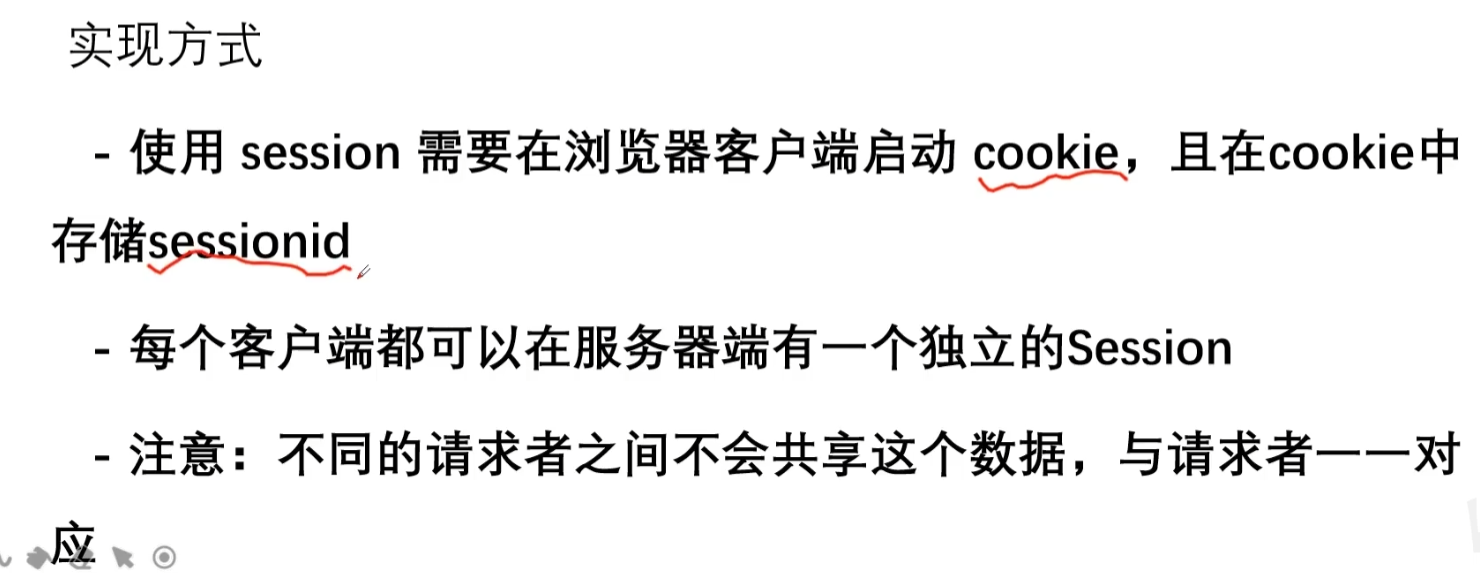 实现方式
- 使用 session 需要在浏览器客户端启动 cookie，且在cookie中
存储sessionid
- 每个客户端都可以在服务器端有一个独立的Session
- 注意：不同的请求者之间不会共享这个数据，与请求者一一对
应